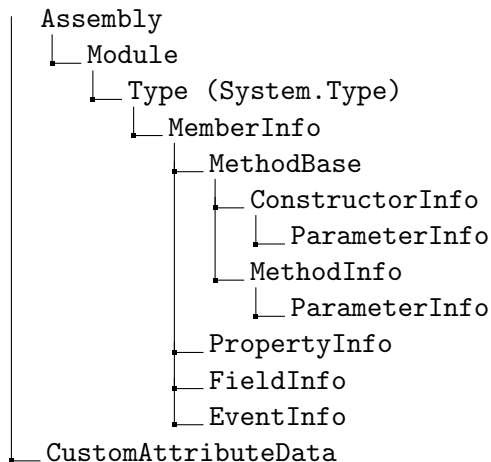 Assembly
Module
Type (System.Type)
MemberInfo
MethodBase
ConstructorInfo
ParameterInfo
MethodInfo
ParameterInfo
PropertyInfo
FieldInfo
EventInfo
CustomAttributeData